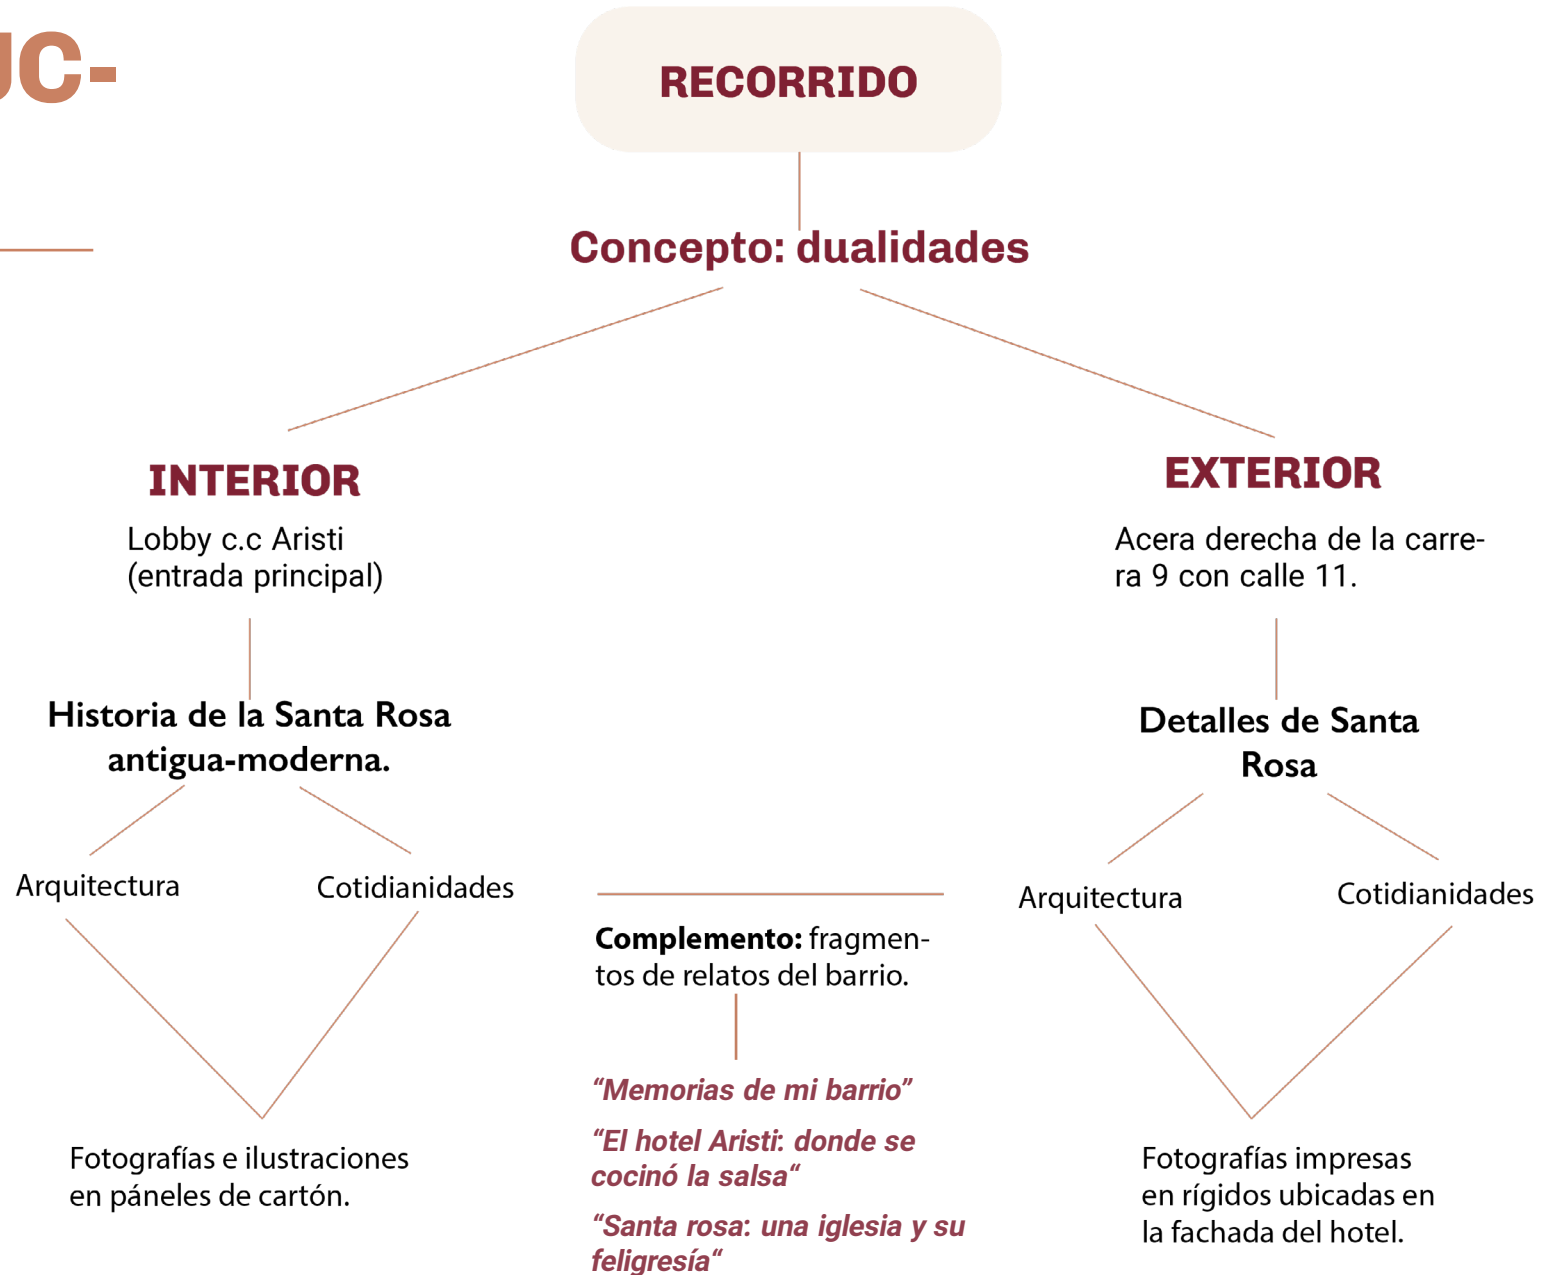 UC-
RECORRIDO
Concepto: dualidades
INTERIOR
Lobby c.c Aristi
(entrada principal)
Historia de la Santa Rosa
antigua-moderna.
Arquitectura
Cotidianidades
Fotografías e ilustraciones
en páneles de cartón.
Complemento: fragmen-
tos de relatos del barrio.
“Memorias de mi barrio”
“El hotel Aristi: donde se
cocinó la salsa“
“Santa rosa: una iglesia y su
feligresía“
EXTERIOR
Acera derecha de la carre-
ra 9 con calle 11.
Detalles de Santa
Rosa
Arquitectura
Cotidianidades
Fotografías impresas
en rígidos ubicadas en
la fachada del hotel.